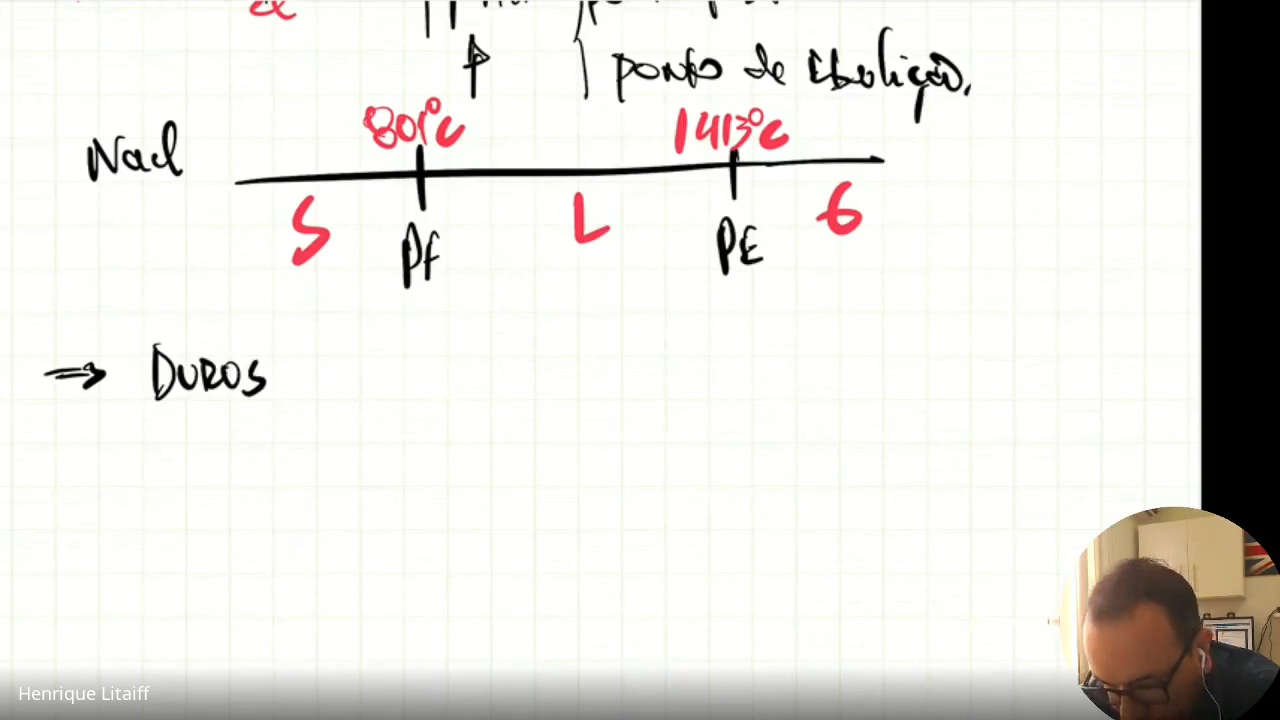 ponto de Ebulição.
Nacl
801°C 1413°C
S L G
PF PE
⇒ DUROS
Henrique Litaiff